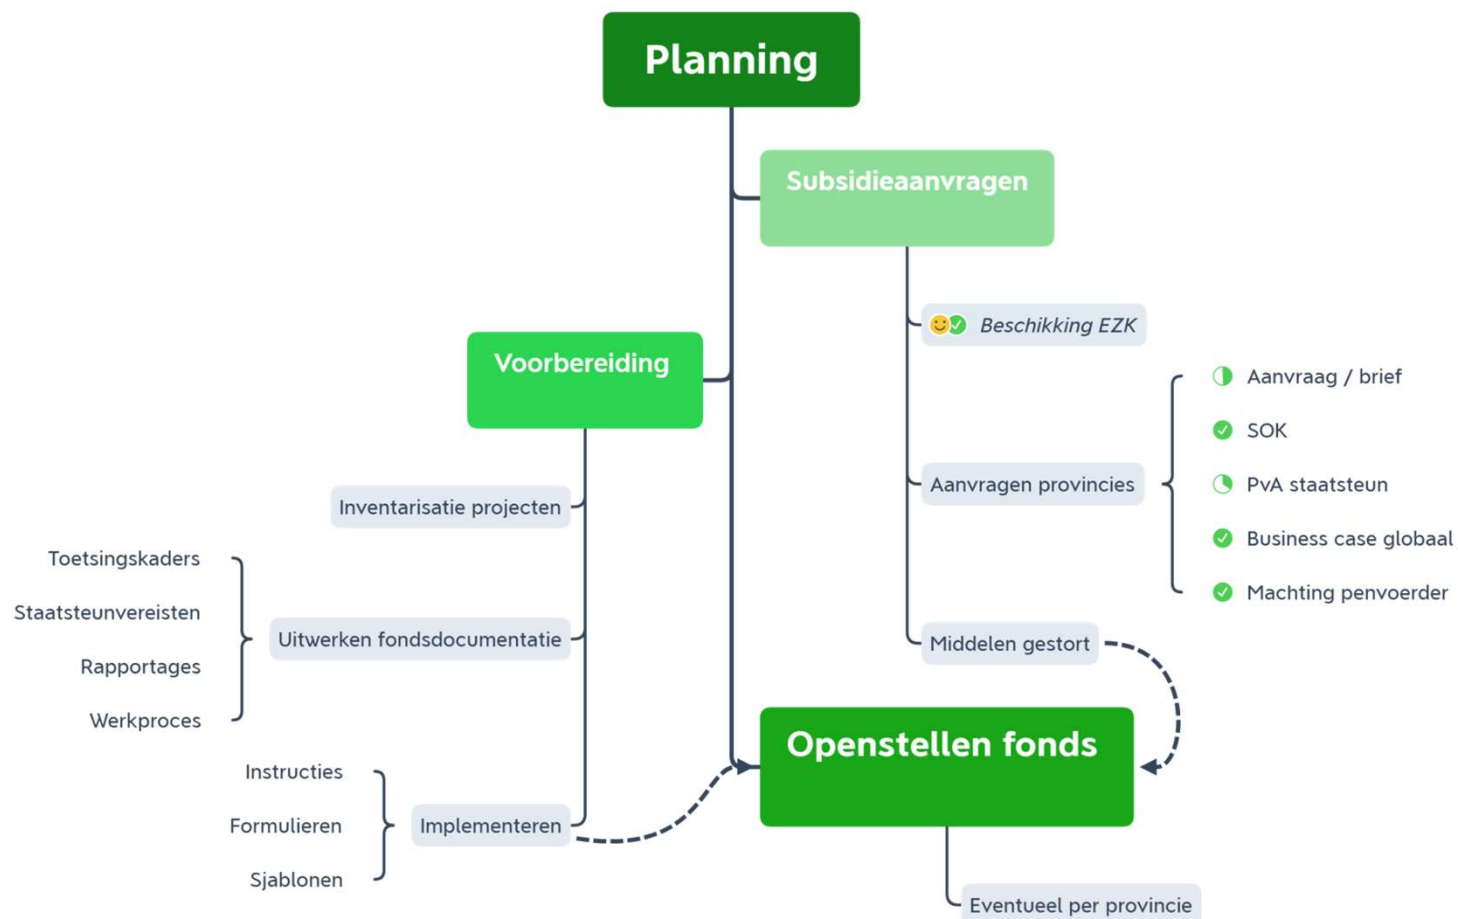 Planning
Subsidieaanvragen
Beschikking EZK
Aanvragen provincies
Aanvraag / brief
SOK
PvA staatsteun
Business case globaal
Machting penvoerder
Middelen gestort
Voorbereiding
Inventarisatie projecten
Uitwerken fondsdocumentatie
Toetsingskaders
Staatsteunvereisten
Rapportages
Werkproces
Implementeren
Instructies
Formulieren
Sjablonen
Openstellen fonds
Eventueel per provincie